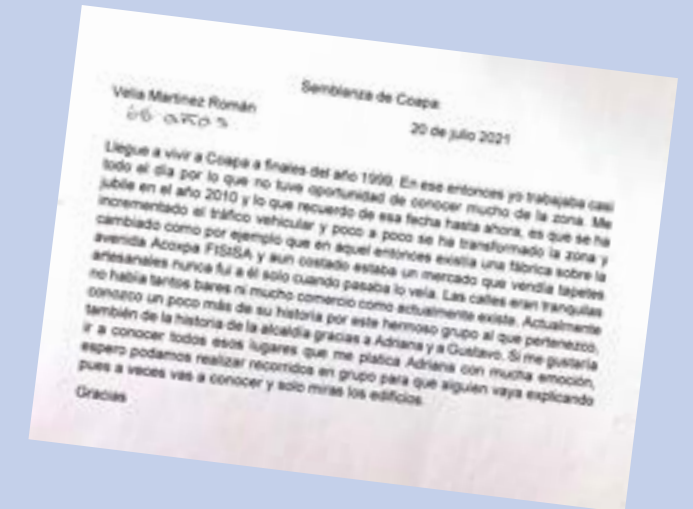 Semblanza de Coapa
Velia Martinez Román
66 años
20 de julio 2021
Llegue a vivir a Coapa a finales del año 1999. En ese entonces yo trabajaba casi
todo el día por lo que no tuve oportunidad de conocer mucho de la zona. Me
jubile en el año 2010 y lo que recuerdo de esa fecha hasta ahora, es que se ha
incrementado el tráfico vehicular y poco a poco se ha transformado la zona y
cambiado como por ejemplo que en aquel entonces existía una fábrica sobre la
avenida Acoxpa FISISA y aun costado estaba un mercado que vendía tapetes
artesanales nunca fui a él solo cuando pasaba lo veía. Las calles eran tranquilas
no había tantos bares ni mucho comercio como actualmente existe. Actualmente
conozco un poco más de su historia por este hermoso grupo al que pertenezco,
también de la historia de la alcaldía gracias a Adriana y a Gustavo. Si me gustaría
ir a conocer todos esos lugares que me platica Adriana con mucha emoción,
espero podamos realizar recorridos en grupo para que alguien vaya explicando
pues a veces vas a conocer y solo miras los edificios.
Gracias